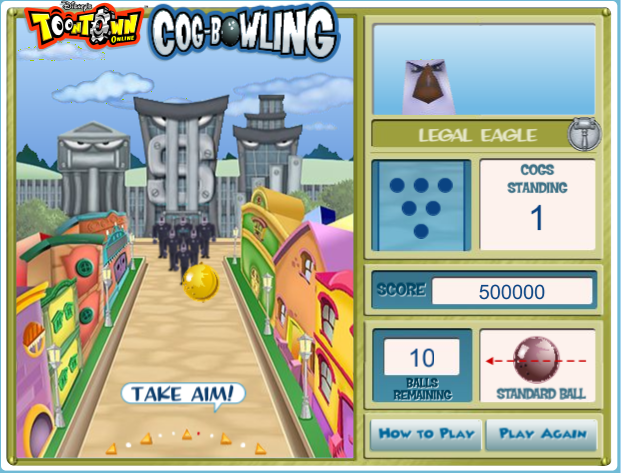 Disney's
TOONTOWN
ONLINE
COG-BOWLING
LEGAL EAGLE
COGS
STANDING
1
SCORE 500000
10
BALLS
REMAINING
STANDARD BALL
TAKE AIM!
HOW TO PLAY
PLAY AGAIN